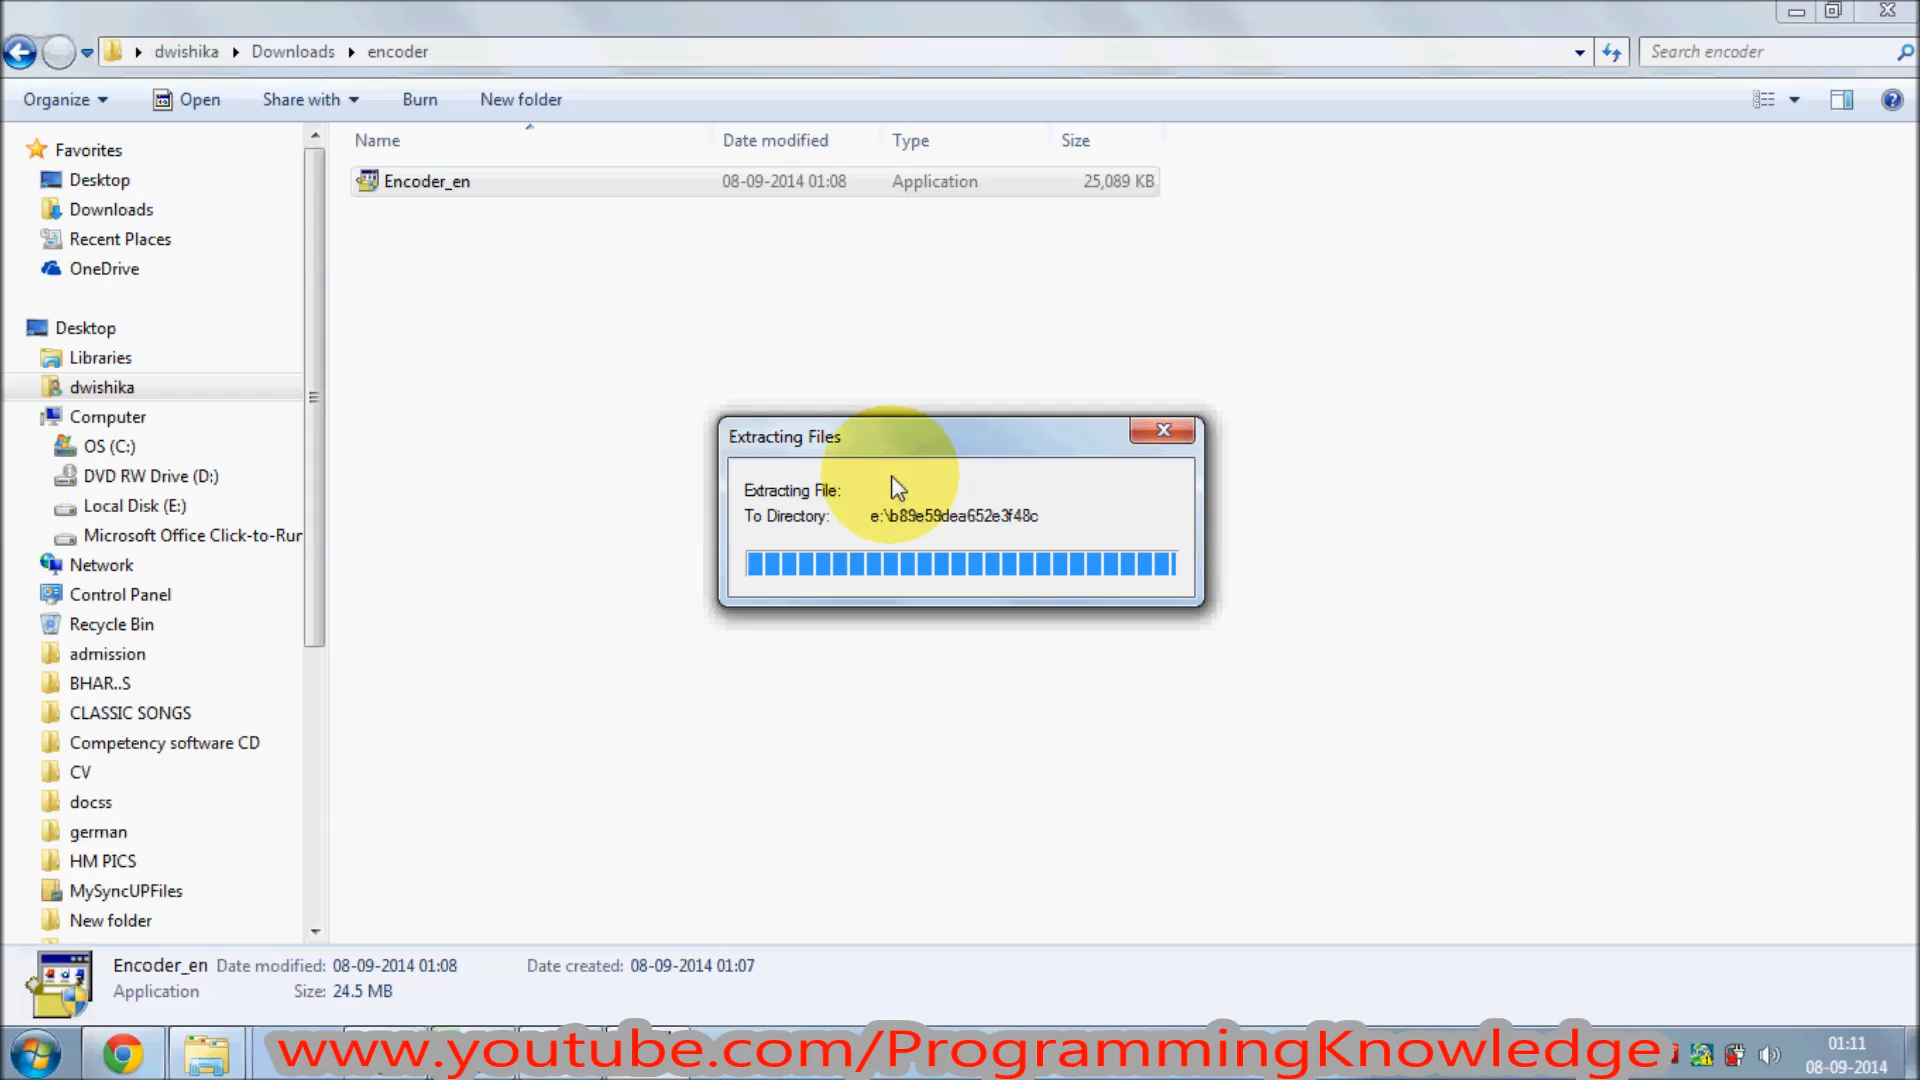 dwishika Downloads encoder
Search encoder
Organize Open Share with Burn New folder
Name Date modified Type Size
Encoder_en 08-09-2014 01:08 Application 25,089 KB
Favorites
Desktop
Downloads
Recent Places
OneDrive
Desktop
Libraries
dwishika
Computer
OS (C:)
DVD RW Drive (D:)
Local Disk (E:)
Microsoft Office Click-to-Run
Network
Control Panel
Recycle Bin
admission
BHAR..S
CLASSIC SONGS
Competency software CD
CV
docss
german
HM PICS
MySyncUPFiles
New folder
Extracting Files
Extracting File:
To Directory: e:\b89e59dea652e3f48c
Encoder_en Date modified: 08-09-2014 01:08 Date created: 08-09-2014 01:07
Application Size: 24.5 MB
www.youtube.com/ProgrammingKnowledge
01:11
08-09-2014